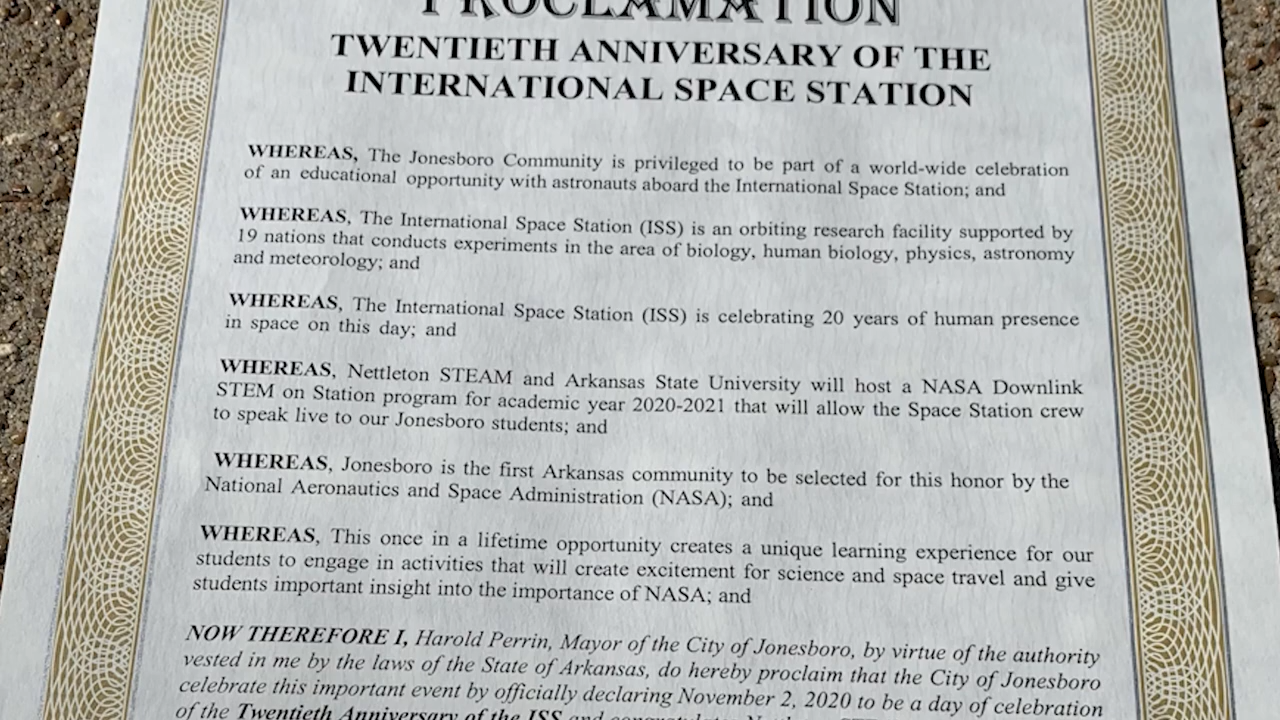 PROCLAMATION
TWENTIETH ANNIVERSARY OF THE
INTERNATIONAL SPACE STATION
WHEREAS, The Jonesboro Community is privileged to be part of a world-wide celebration
of an educational opportunity with astronauts aboard the International Space Station; and
WHEREAS, The International Space Station (ISS) is an orbiting research facility supported by
19 nations that conducts experiments in the area of biology, human biology, physics, astronomy
and meteorology; and
WHEREAS, The International Space Station (ISS) is celebrating 20 years of human presence
in space on this day; and
WHEREAS, Nettleton STEAM and Arkansas State University will host a NASA Downlink
STEM on Station program for academic year 2020-2021 that will allow the Space Station crew
to speak live to our Jonesboro students; and
WHEREAS, Jonesboro is the first Arkansas community to be selected for this honor by the
National Aeronautics and Space Administration (NASA); and
WHEREAS, This once in a lifetime opportunity creates a unique learning experience for our
students to engage in activities that will create excitement for science and space travel and give
students important insight into the importance of NASA; and
NOW THEREFORE I, Harold Perrin, Mayor of the City of Jonesboro, by virtue of the authority
vested in me by the laws of the State of Arkansas, do hereby proclaim that the City of Jonesboro
celebrate this important event by officially declaring November 2, 2020 to be a day of celebration
of the Twentieth Anniversary of the ISS and